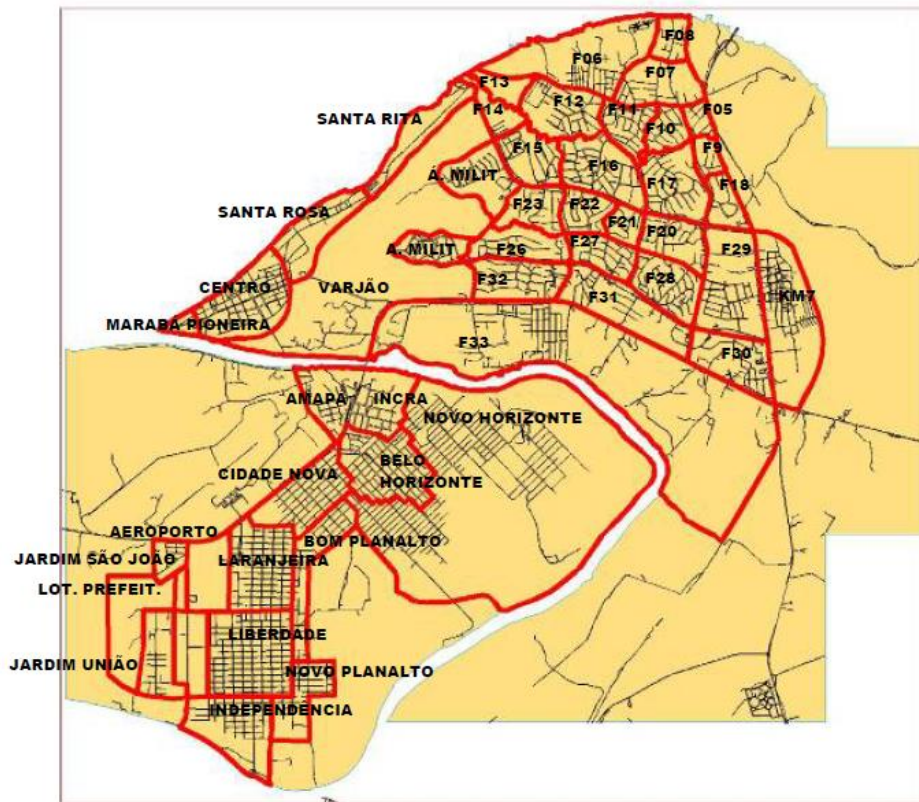 F08
F06
F07
F13
F12
F14
F11
F05
F10
SANTA RITA
F15
F9
F16
Á. MILIT
F17
F18
F23
F22
SANTA ROSA
F21
F20
A. MILIT
F26
F27
F29
F32
F28
CENTRO
VARJÃO
F31
KM7
MARABÁ PIONEIRA
F33
F30
AMAPÁ
INCRA
NOVO HORIZONTE
BELO
HORIZONTE
CIDADE NOVA
AEROPORTO
BOM PLANALTO
JARDIM SÃO JOÃO
LARANJEIRA
LOT. PREFEIT.
LIBERDADE
JARDIM UNIÃO
NOVO PLANALTO
INDEPENDÊNCIA